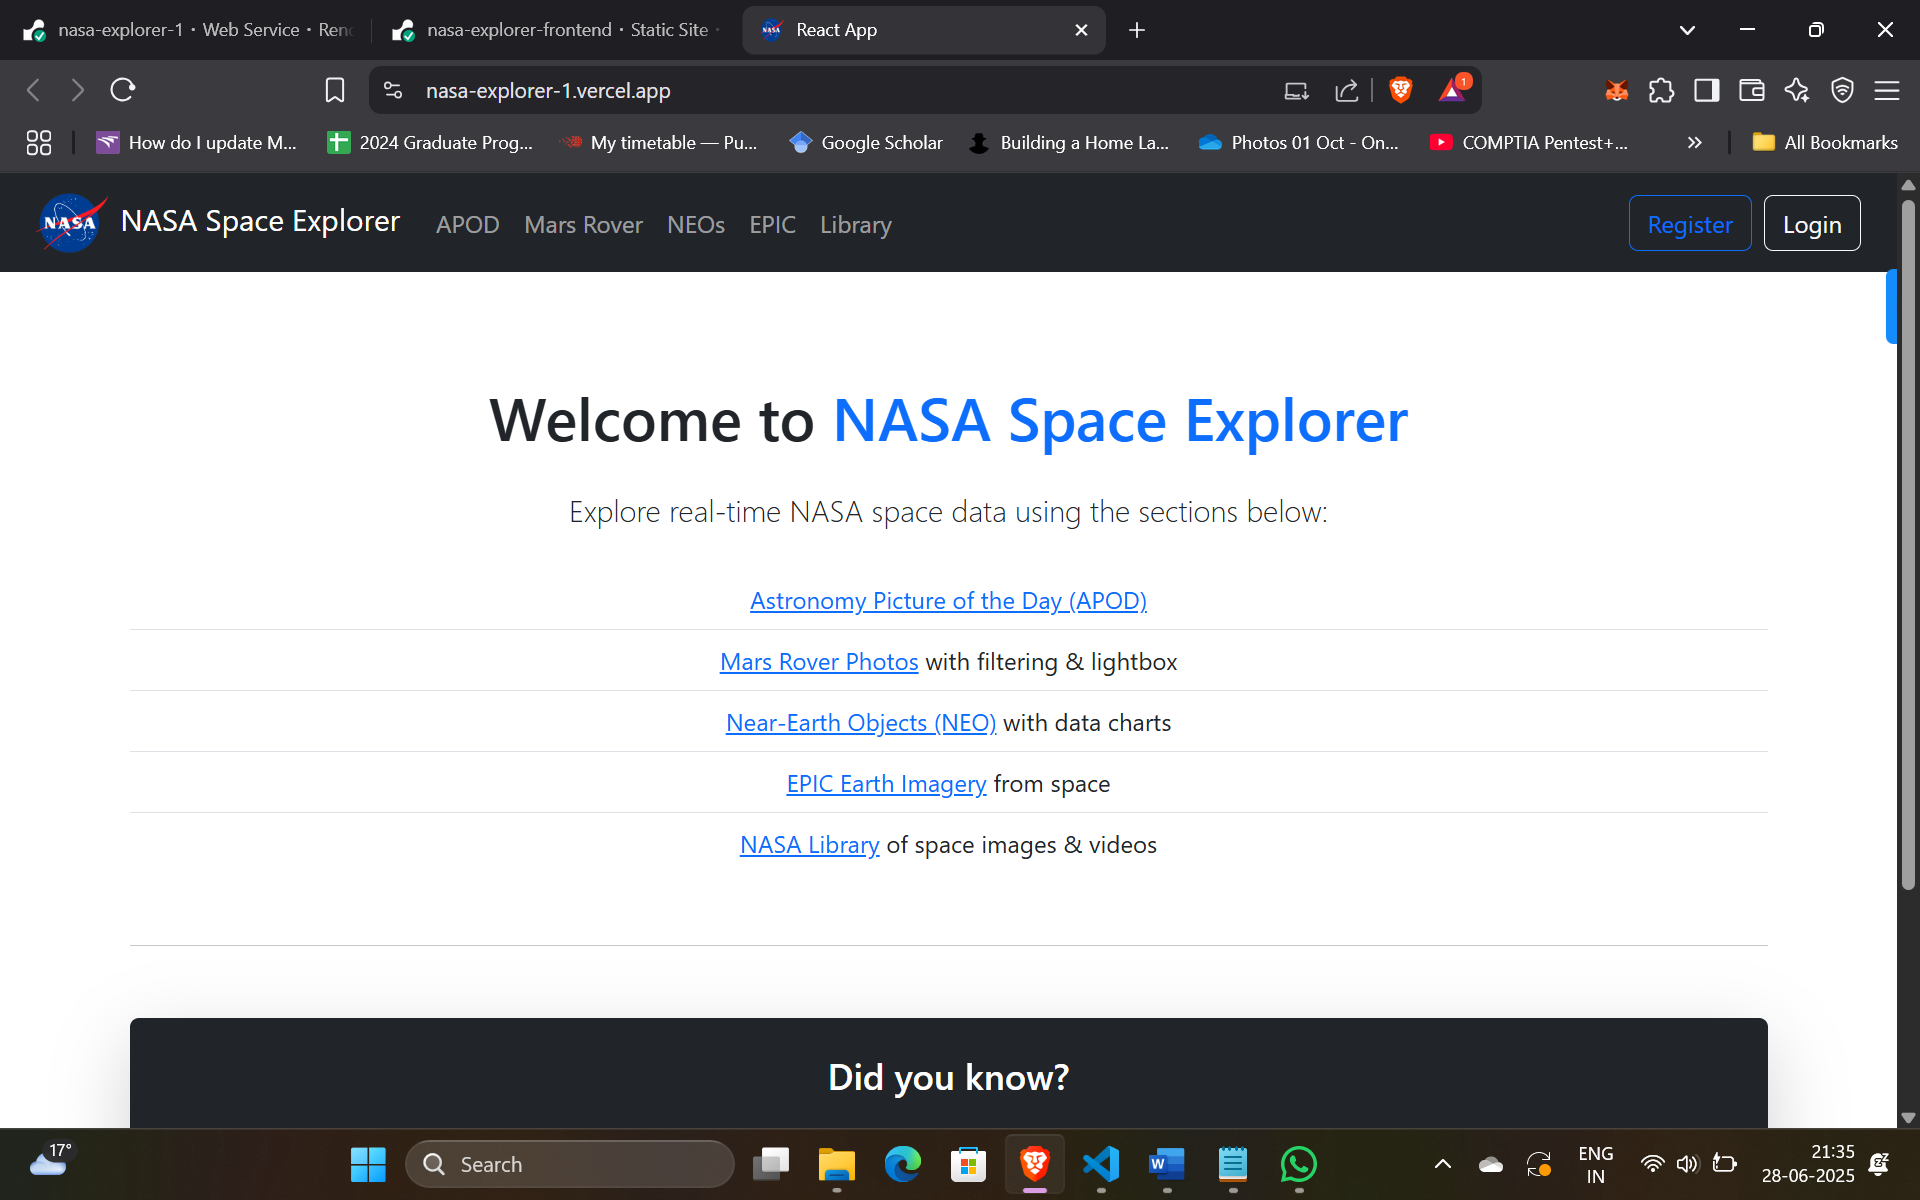 nasa-explorer-1 · Web Service · Rend
nasa-explorer-frontend · Static Site ·
React App
nasa-explorer-1.vercel.app
1
How do I update M...
2024 Graduate Prog...
My timetable — Pu...
Google Scholar
Building a Home La...
Photos 01 Oct - On...
COMPTIA Pentest+...
All Bookmarks
NASA
NASA Space Explorer
APOD Mars Rover NEOs EPIC Library
Register Login
Welcome to NASA Space Explorer
Explore real-time NASA space data using the sections below:
Astronomy Picture of the Day (APOD)
Mars Rover Photos with filtering & lightbox
Near-Earth Objects (NEO) with data charts
EPIC Earth Imagery from space
NASA Library of space images & videos
Did you know?
17°
Search
ENG
IN
21:35
28-06-2025